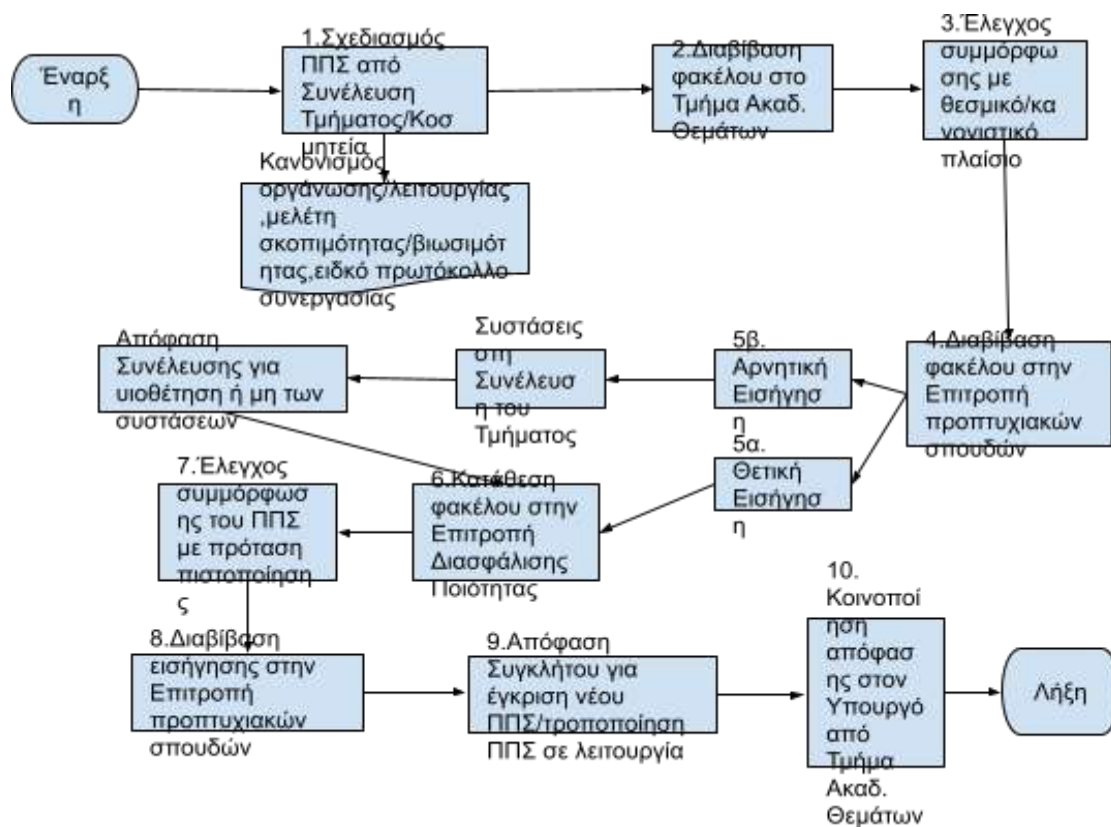 Έναρξ
η
1.Σχεδιασμός
ΠΠΣ από
Συνέλευση
Τμήματος/Κοσ
μητεία
2.Διαβίβαση
φακέλου στο
Τμήμα Ακαδ.
Θεμάτων
3.Έλεγχος
συμμόρφω
σης με
θεσμικό/κα
νονιστικό
πλαίσιο
Κανονισμός
οργάνωσης/λειτουργίας
,μελέτη
σκοπιμότητας/βιωσιμότ
ητας,ειδκό πρωτόκολλο
συνεργασίας
4.Διαβίβαση
φακέλου στην
Επιτροπή
προπτυχιακών
σπουδών
5β.
Αρνητική
Εισήγησ
η
Συστάσεις
στη
Συνέλευσ
η του
Τμήματος
Απόφαση
Συνέλευσης για
υιοθέτηση ή μη των
συστάσεων
5α.
Θετική
Εισήγησ
η
6.Κατάθεση
φακέλου στην
Επιτροπή
Διασφάλισης
Ποιότητας
7.Έλεγχος
συμμόρφωσ
ης του ΠΠΣ
με πρόταση
πιστοποίηση
ς
8.Διαβίβαση
εισήγησης στην
Επιτροπή
προπτυχιακών
σπουδών
9.Απόφαση
Συγκλήτου για
έγκριση νέου
ΠΠΣ/τροποποίηση
ΠΠΣ σε λειτουργία
10.
Κοινοποί
ηση
απόφασ
ης στον
Υπουργό
από
Τμήμα
Ακαδ.
Θεμάτων
Λήξη